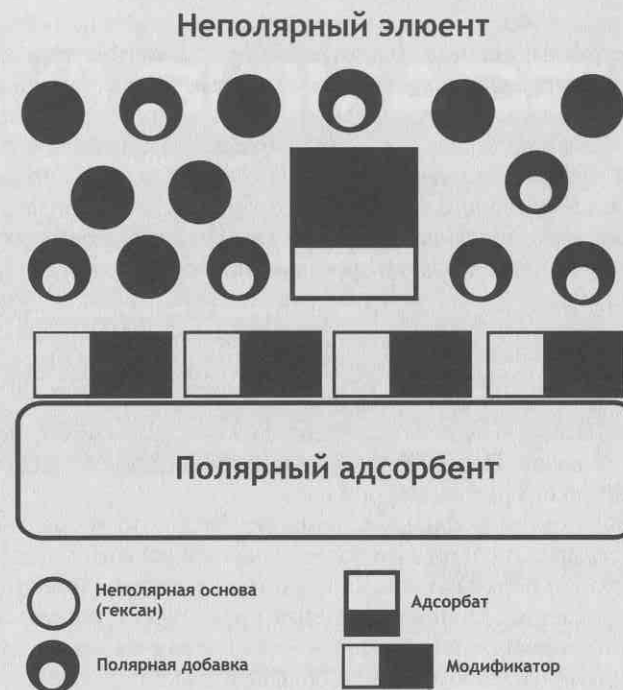 Неполярный элюент
Полярный адсорбент
Неполярная основа
(гексан)
Адсорбат
Полярная добавка
Модификатор